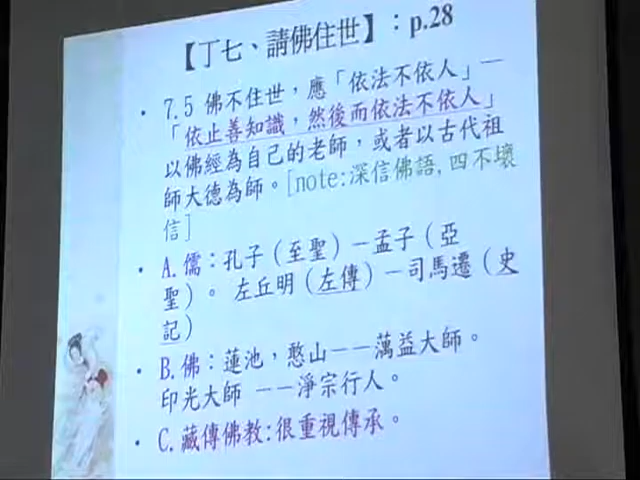 【丁七、請佛住世】：p.28
• 7.5 佛不住世，應「依法不依人」—
「依止善知識，然後而依法不依人」
以佛經為自己的老師，或者以古代祖
師大德為師。[note:深信佛語,四不壞
信]
• A.儒：孔子（至聖）—孟子（亞
聖）。 左丘明（左傳）—司馬遷（史
記）
• B.佛：蓮池，憨山——蕅益大師。
印光大師 ——淨宗行人。
• C.藏傳佛教:很重視傳承。